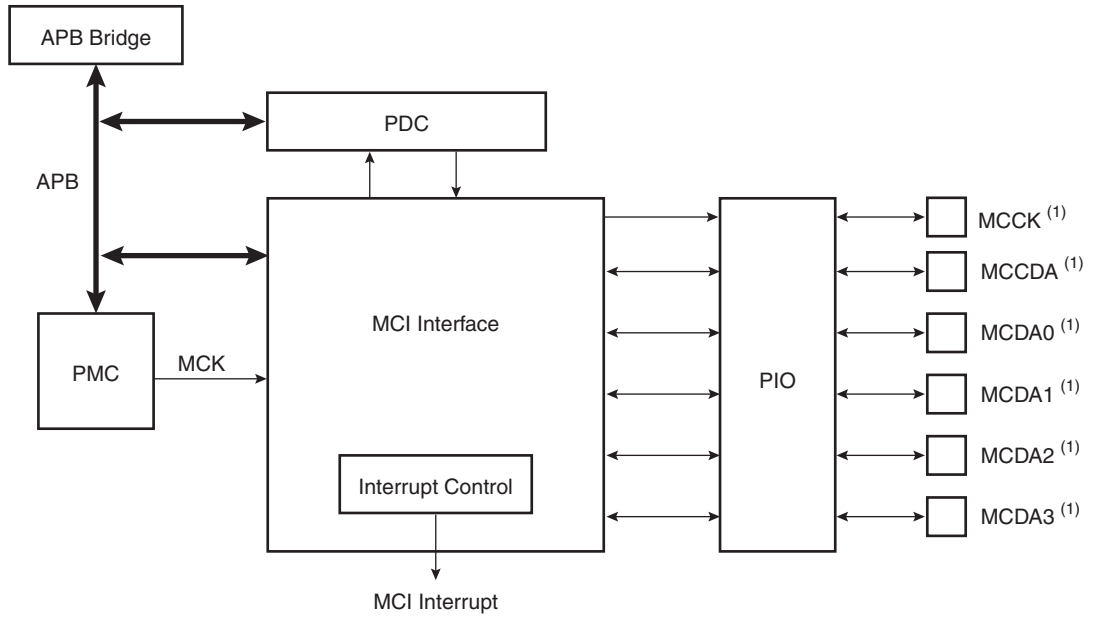 APB Bridge
PDC
APB
MCCK (1)
MCCDA (1)
MCI Interface
MCDA0 (1)
PMC
MCK
PIO
MCDA1 (1)
MCDA2 (1)
Interrupt Control
MCDA3 (1)
MCI Interrupt